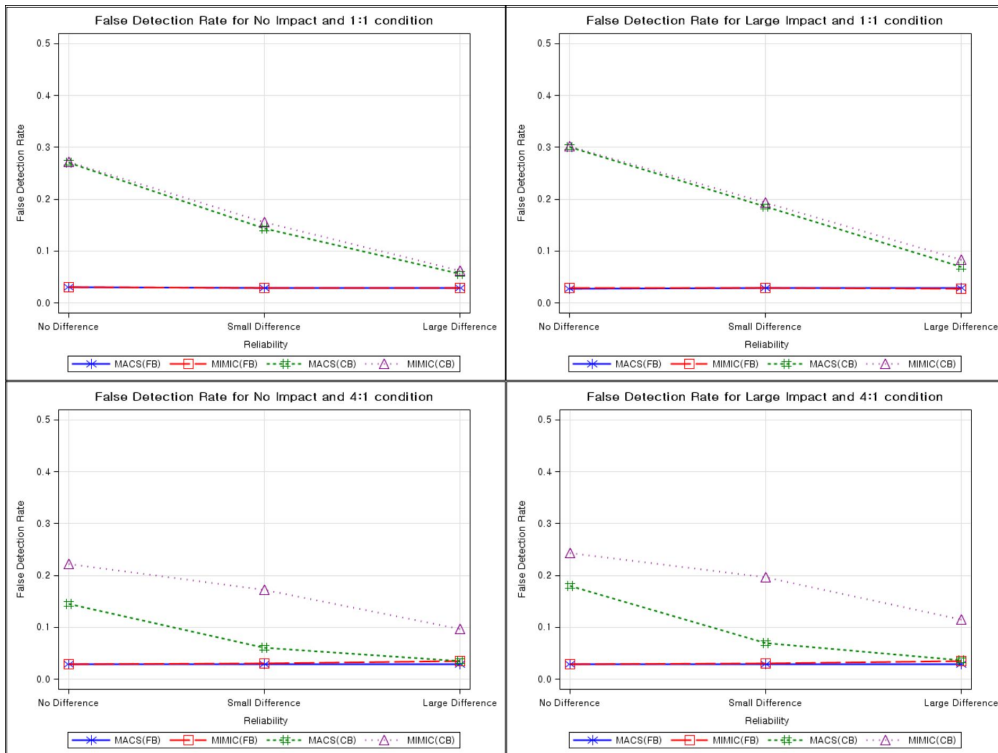 False Detection Rate for No Impact and 1:1 condition
0.5
0.4
0.3
0.2
0.1
0.0
False Detection Rate
No Difference
Small Difference
Large Difference
Reliability
MACS(FB) MIMIC(FB) MACS(CB) MIMIC(CB)
False Detection Rate for Large Impact and 1:1 condition
0.5
0.4
0.3
0.2
0.1
0.0
False Detection Rate
No Difference
Small Difference
Large Difference
Reliability
MACS(FB) MIMIC(FB) MACS(CB) MIMIC(CB)
False Detection Rate for No Impact and 4:1 condition
0.5
0.4
0.3
0.2
0.1
0.0
False Detection Rate
No Difference
Small Difference
Large Difference
Reliability
MACS(FB) MIMIC(FB) MACS(CB) MIMIC(CB)
False Detection Rate for Large Impact and 4:1 condition
0.5
0.4
0.3
0.2
0.1
0.0
False Detection Rate
No Difference
Small Difference
Large Difference
Reliability
MACS(FB) MIMIC(FB) MACS(CB) MIMIC(CB)